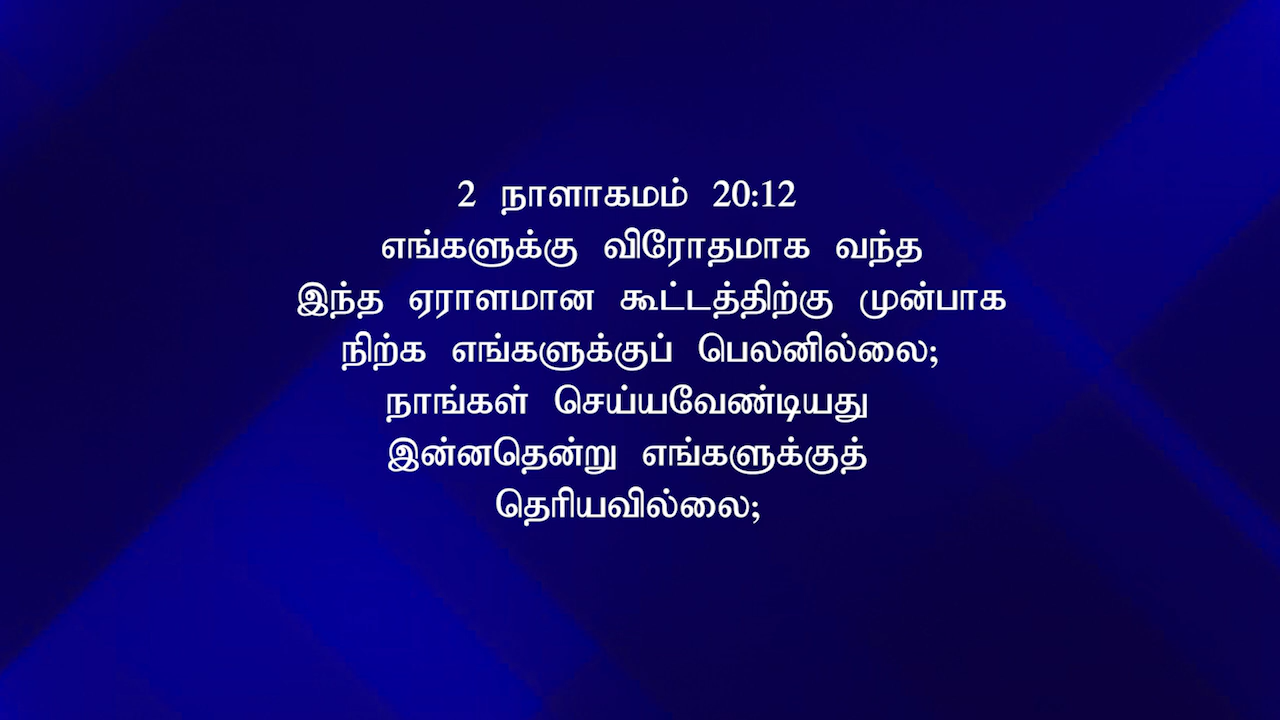 2 நாளாகமம் 20:12
எங்களுக்கு விரோதமாக வந்த
இந்த ஏராளமான கூட்டத்திற்கு முன்பாக
நிற்க எங்களுக்குப் பெலனில்லை;
நாங்கள் செய்யவேண்டியது
இன்னதென்று எங்களுக்குத்
தெரியவில்லை;